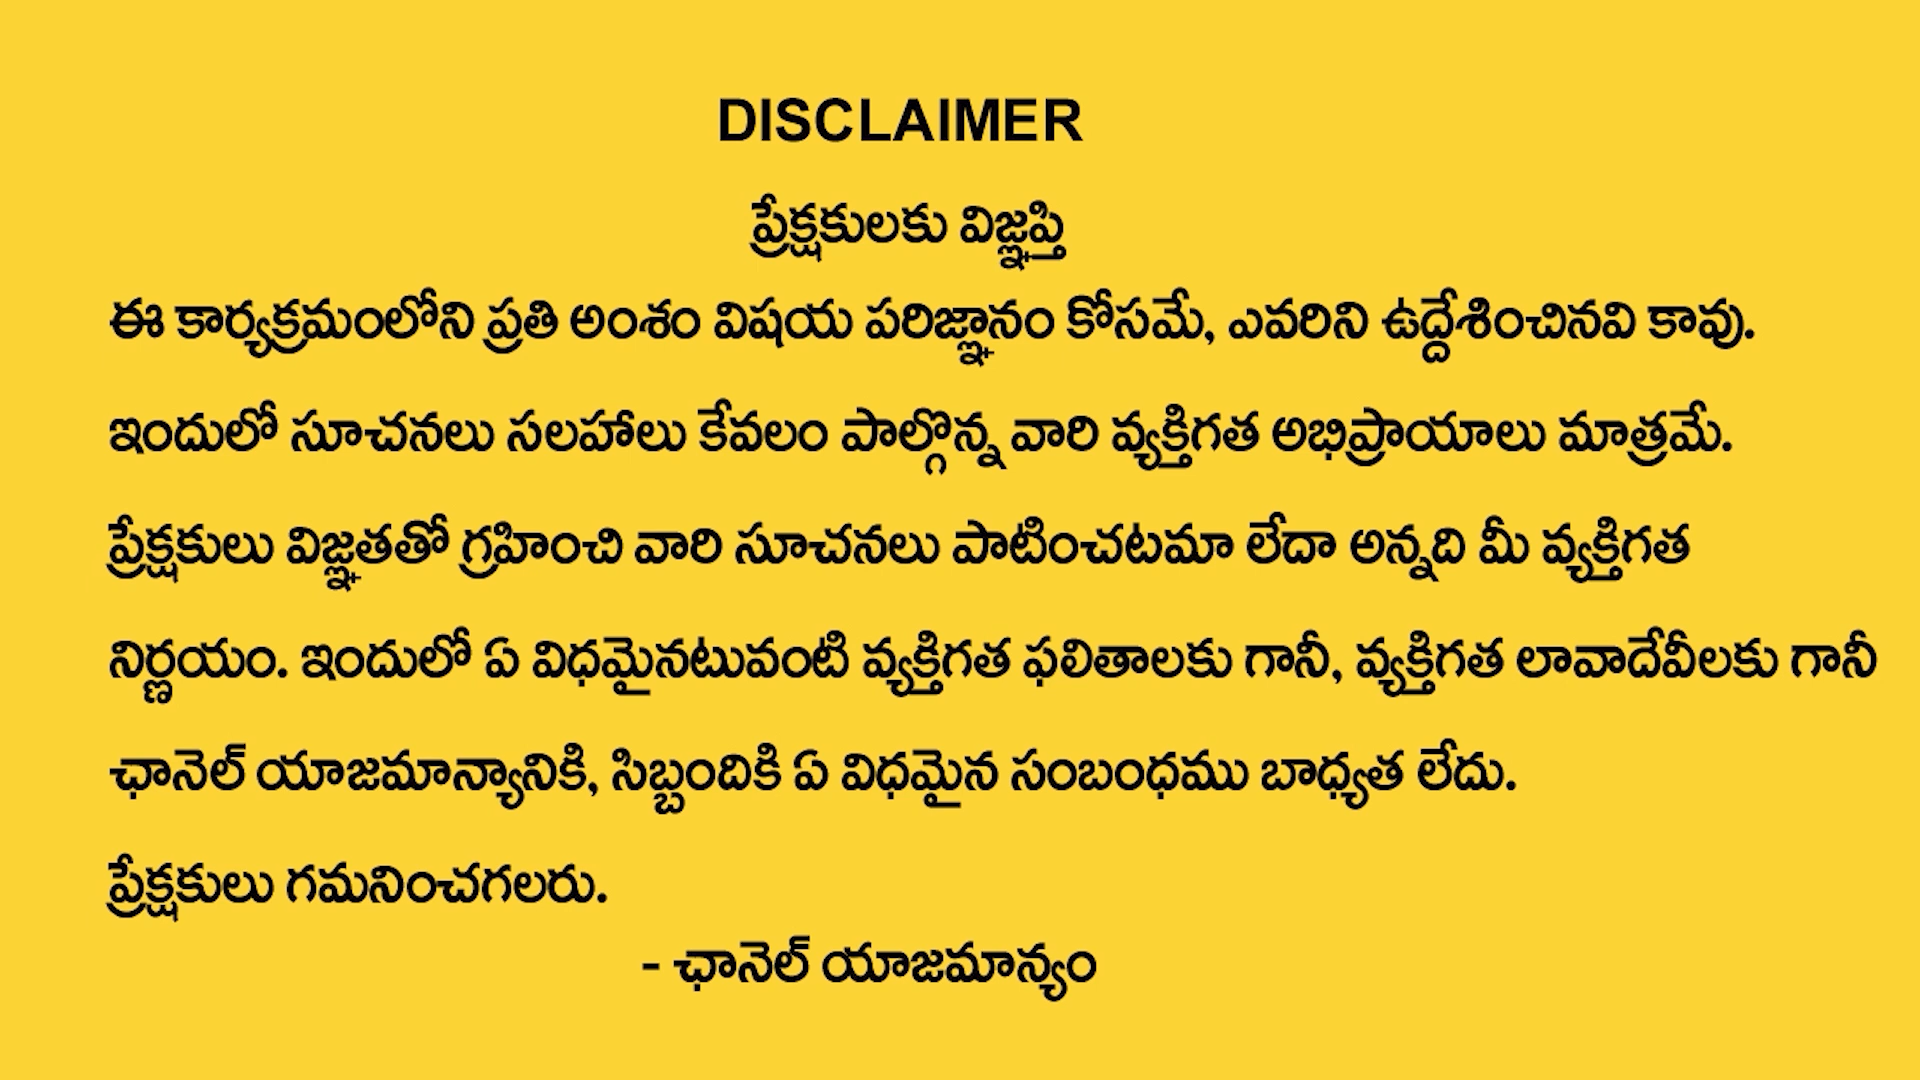 DISCLAIMER
ప్రేక్షకులకు విజ్ఞప్తి
ఈ కార్యక్రమంలోని ప్రతి అంశం విషయ పరిజ్ఞానం కోసమే, ఎవరిని ఉద్దేశించినవి కావు.
ఇందులో సూచనలు సలహాలు కేవలం పాల్గొన్న వారి వ్యక్తిగత అభిప్రాయాలు మాత్రమే.
ప్రేక్షకులు విజ్ఞతతో గ్రహించి వారి సూచనలు పాటించటమా లేదా అన్నది మీ వ్యక్తిగత
నిర్ణయం. ఇందులో ఏ విధమైనటువంటి వ్యక్తిగత ఫలితాలకు గానీ, వ్యక్తిగత లావాదేవీలకు గానీ
ఛానెల్ యాజమాన్యానికి, సిబ్బందికి ఏ విధమైన సంబంధము బాధ్యత లేదు.
ప్రేక్షకులు గమనించగలరు.
- ఛానెల్ యాజమాన్యం